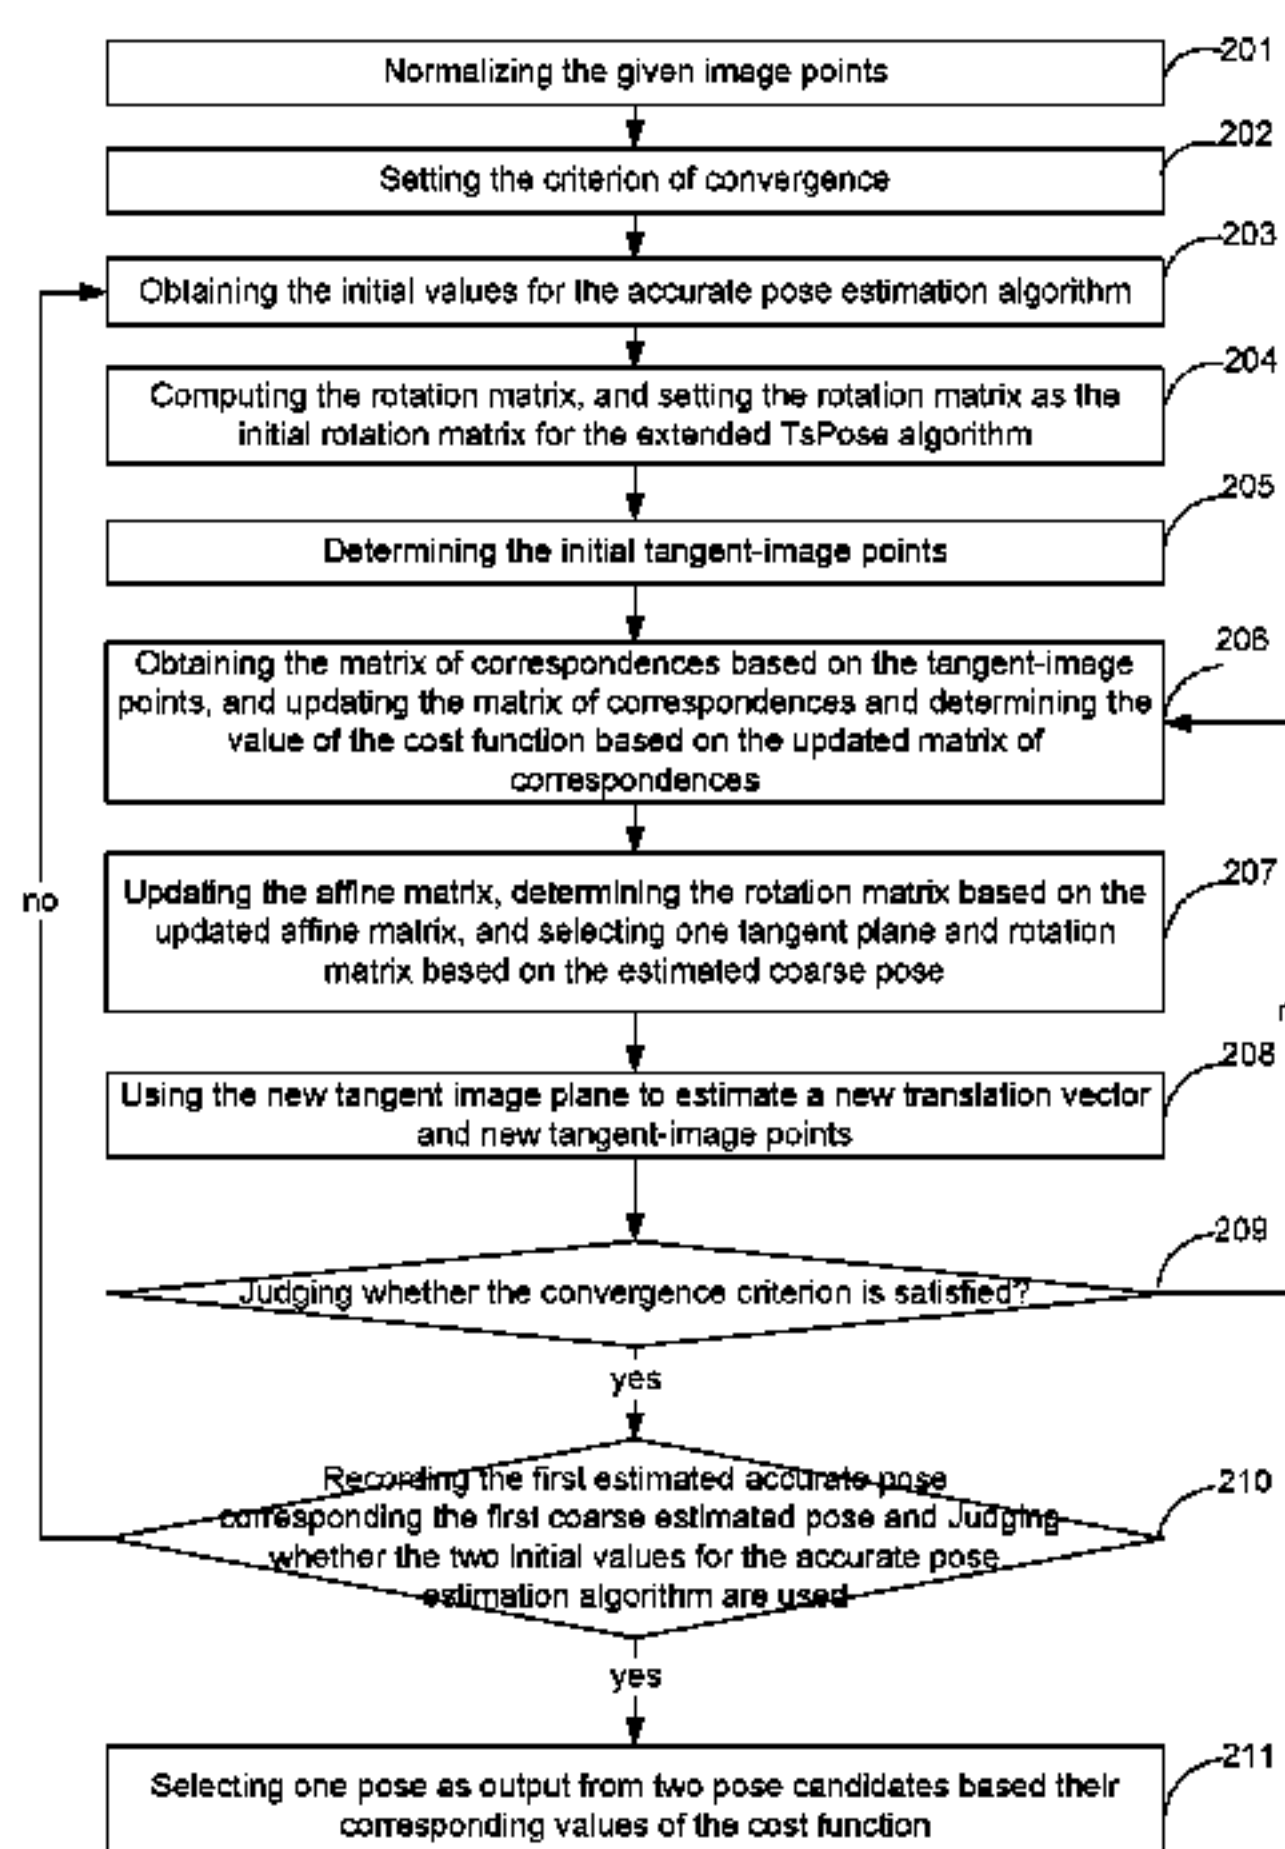 Normalizing the given image points
201
Setting the criterion of convergence
202
Obtaining the initial values for the accurate pose estimation algorithm
203
Computing the rotation matrix, and setting the rotation matrix as the
initial rotation matrix for the extended TsPose algorithm
204
Determining the initial tangent-image points
205
Obtaining the matrix of correspondences based on the tangent-image
points, and updating the matrix of correspondences and determining the
value of the cost function based on the updated matrix of
correspondences
206
Updating the affine matrix, determining the rotation matrix based on the
updated affine matrix, and selecting one tangent plane and rotation
matrix based on the estimated coarse pose
207
no
Using the new tangent image plane to estimate a new translation vector
and new tangent-image points
208
Judging whether the convergence criterion is satisfied?
209
yes
Recording the first estimated accurate pose
corresponding the first coarse estimated pose and Judging
whether the two Initial values for the accurate pose
estimation algorithm are used
210
yes
Selecting one pose as output from two pose candidates based their
corresponding values of the cost function
211